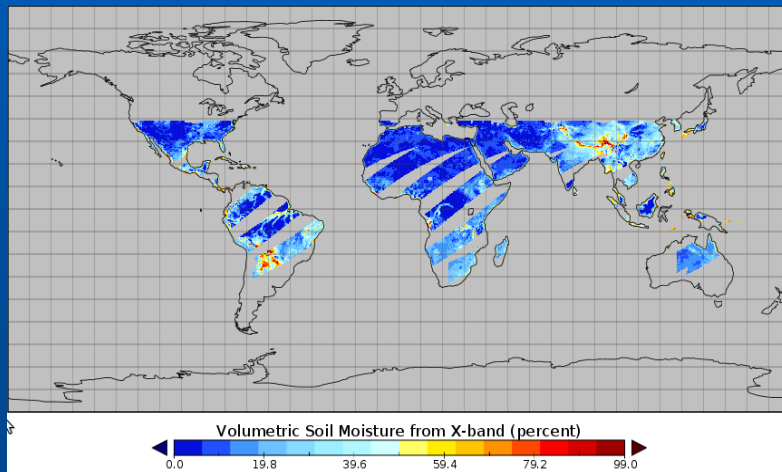 Volumetric Soil Moisture from X-band (percent)
0.0 19.8 39.6 59.4 79.2 99.0